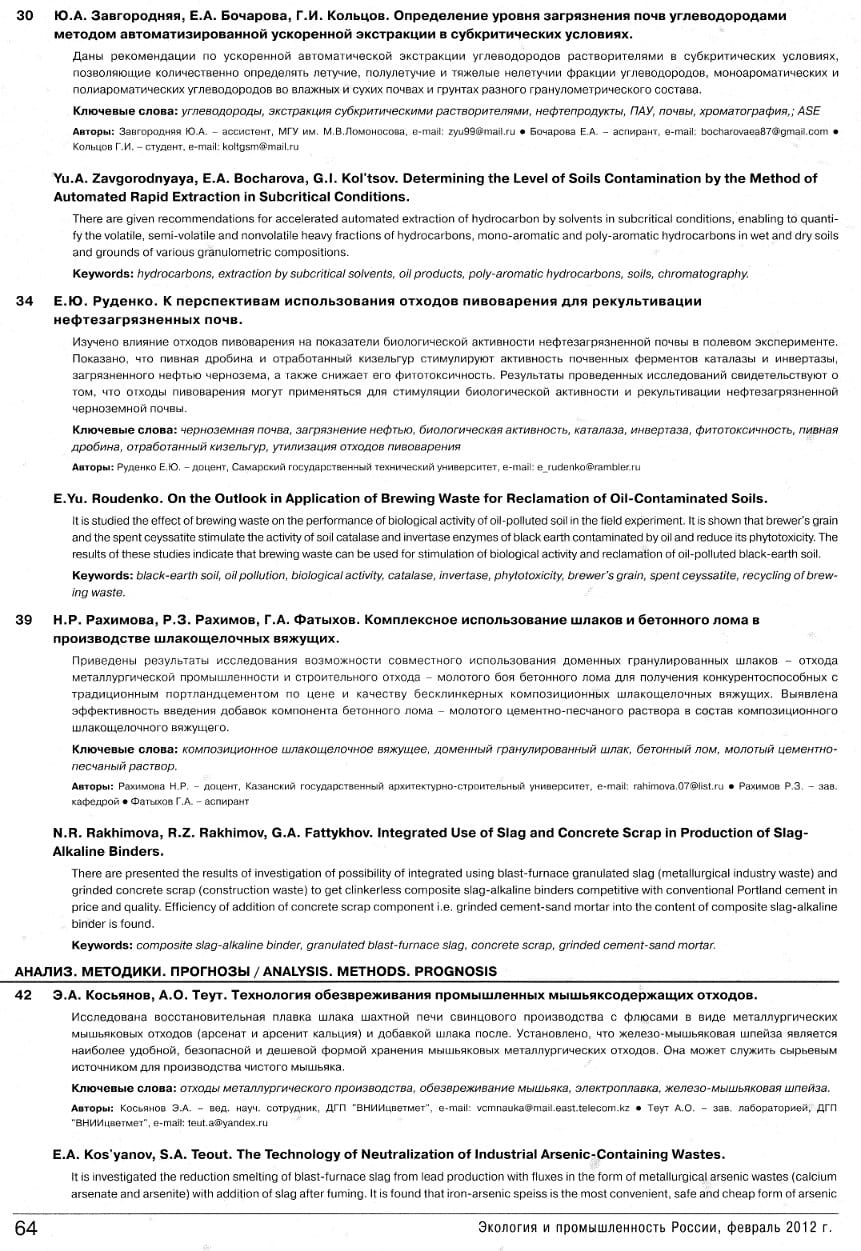 30 Ю.А. Завгородняя, Е.А. Бочарова, Г.И. Кольцов. Определение уровня загрязнения почв углеводородами
методом автоматизированной ускоренной экстракции в субкритических условиях.
Даны рекомендации по ускоренной автоматической экстракции углеводородов растворителями в субкритических условиях,
позволяющие количественно определять летучие, полулетучие и тяжелые нелетучии фракции углеводородов, моноароматических и
полиароматических углеводородов во влажных и сухих почвах и грунтах разного гранулометрического состава.
Ключевые слова: углеводороды, экстракция субкритическими растворителями, нефтепродукты, ПАУ, почвы, хроматография,; ASE
Авторы: Завгородняя Ю.А. – ассистент, МГУ им. М.В.Ломоносова, e-mail: zyu99@mail.ru ● Бочарова Е.А. – аспирант, e-mail: bocharovaea87@gmail.com ●
Кольцов Г.И. – студент, e-mail: koltgsm@mail.ru
Yu.A. Zavgorodnyaya, E.A. Bocharova, G.I. Kol'tsov. Determining the Level of Soils Contamination by the Method of
Automated Rapid Extraction in Subcritical Conditions.
There are given recommendations for accelerated automated extraction of hydrocarbon by solvents in subcritical conditions, enabling to quanti-
fy the volatile, semi-volatile and nonvolatile heavy fractions of hydrocarbons, mono-aromatic and poly-aromatic hydrocarbons in wet and dry soils
and grounds of various granulometric compositions.
Keywords: hydrocarbons, extraction by subcritical solvents, oil products, poly-aromatic hydrocarbons, soils, chromatography.
34 Е.Ю. Руденко. К перспективам использования отходов пивоварения для рекультивации
нефтезагрязненных почв.
Изучено влияние отходов пивоварения на показатели биологической активности нефтезагрязненной почвы в полевом эксперименте.
Показано, что пивная дробина и отработанный кизельгур стимулируют активность почвенных ферментов каталазы и инвертазы,
загрязненного нефтью чернозема, а также снижает его фитотоксичность. Результаты проведенных исследований свидетельствуют о
том, что отходы пивоварения могут применяться для стимуляции биологической активности и рекультивации нефтезагрязненной
черноземной почвы.
Ключевые слова: черноземная почва, загрязнение нефтью, биологическая активность, каталаза, инвертаза, фитотоксичность, пивная
дробина, отработанный кизельгур, утилизация отходов пивоварения
Авторы: Руденко Е.Ю. – доцент, Самарский государственный технический университет, e-mail: e_rudenko@rambler.ru
E.Yu. Roudenko. On the Outlook in Application of Brewing Waste for Reclamation of Oil-Contaminated Soils.
It is studied the effect of brewing waste on the performance of biological activity of oil-polluted soil in the field experiment. It is shown that brewer's grain
and the spent ceyssatite stimulate the activity of soil catalase and invertase enzymes of black earth contaminated by oil and reduce its phytotoxicity. The
results of these studies indicate that brewing waste can be used for stimulation of biological activity and reclamation of oil-polluted black-earth soil.
Keywords: black-earth soil, oil pollution, biological activity, catalase, invertase, phytotoxicity, brewer's grain, spent ceyssatite, recycling of brew-
ing waste.
39 Н.Р. Рахимова, Р.З. Рахимов, Г.А. Фатыхов. Комплексное использование шлаков и бетонного лома в
производстве шлакощелочных вяжущих.
Приведены результаты исследования возможности совместного использования доменных гранулированных шлаков – отхода
металлургической промышленности и строительного отхода – молотого боя бетонного лома для получения конкурентоспособных с
традиционным портландцементом по цене и качеству бесклинкерных композиционных шлакощелочных вяжущих. Выявлена
эффективность введения добавок компонента бетонного лома – молотого цементно-песчаного раствора в состав композиционного
шлакощелочного вяжущего.
Ключевые слова: композиционное шлакощелочное вяжущее, доменный гранулированный шлак, бетонный лом, молотый цементно-
песчаный раствор.
Авторы: Рахимова Н.Р. – доцент, Казанский государственный архитектурно-строительный университет, e-mail: rahimova.07@list.ru ● Рахимов Р.З. – зав.
кафедрой ● Фатыхов Г.А. – аспирант
N.R. Rakhimova, R.Z. Rakhimov, G.A. Fattykhov. Integrated Use of Slag and Concrete Scrap in Production of Slag-
Alkaline Binders.
There are presented the results of investigation of possibility of integrated using blast-furnace granulated slag (metallurgical industry waste) and
grinded concrete scrap (construction waste) to get clinkerless composite slag-alkaline binders competitive with conventional Portland cement in
price and quality. Efficiency of addition of concrete scrap component i.e. grinded cement-sand mortar into the content of composite slag-alkaline
binder is found.
Keywords: composite slag-alkaline binder, granulated blast-furnace slag, concrete scrap, grinded cement-sand mortar.
АНАЛИЗ. МЕТОДИКИ. ПРОГНОЗЫ / ANALYSIS. METHODS. PROGNOSIS
42 Э.А. Косьянов, А.О. Теут. Технология обезвреживания промышленных мышьяксодержащих отходов.
Исследована восстановительная плавка шлака шахтной печи свинцового производства с флюсами в виде металлургических
мышьяковых отходов (арсенат и арсенит кальция) и добавкой шлака после. Установлено, что железо-мышьяковая шпейза является
наиболее удобной, безопасной и дешевой формой хранения мышьяковых металлургических отходов. Она может служить сырьевым
источником для производства чистого мышьяка.
Ключевые слова: отходы металлургического производства, обезвреживание мышьяка, электроплавка, железо-мышьяковая шпейза.
Авторы: Косьянов Э.А. – вед. науч. сотрудник, ДГП "ВНИИцветмет", e-mail: vcmnauka@mail.east.telecom.kz ● Теут А.О. – зав. лабораторией, ДГП
"ВНИИцветмет", e-mail: teut.a@yandex.ru
E.A. Kos'yanov, S.A. Teout. The Technology of Neutralization of Industrial Arsenic-Containing Wastes.
It is investigated the reduction smelting of blast-furnace slag from lead production with fluxes in the form of metallurgical arsenic wastes (calcium
arsenate and arsenite) with addition of slag after fuming. It is found that iron-arsenic speiss is the most convenient, safe and cheap form of arsenic
64 Экология и промышленность России, февраль 2012 г.